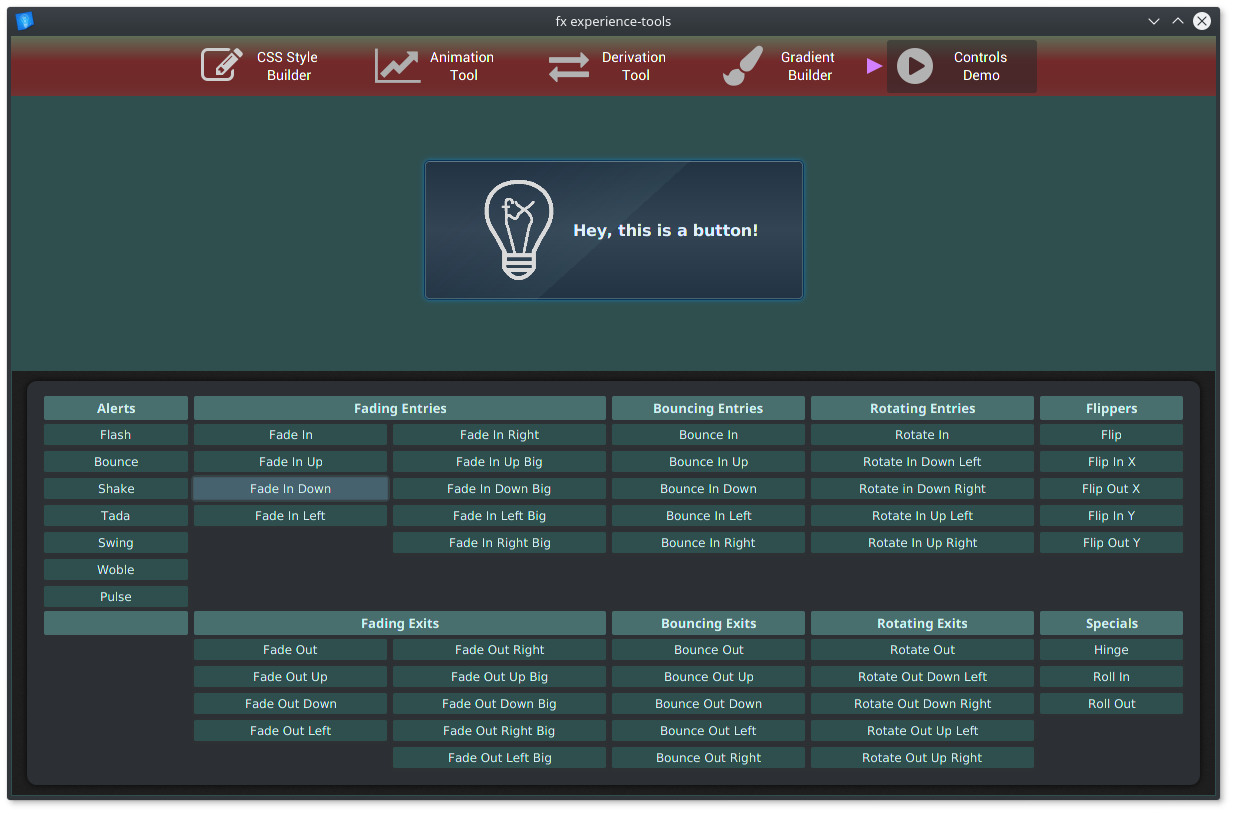 fx experience-tools
CSS Style
Builder
Animation
Tool
Derivation
Tool
Gradient
Builder
Controls
Demo
fx
Hey, this is a button!
Alerts
Flash
Bounce
Shake
Tada
Swing
Woble
Pulse
Fading Entries
Fade In
Fade In Up
Fade In Down
Fade In Left
Fade In Right
Fade In Up Big
Fade In Down Big
Fade In Left Big
Fade In Right Big
Bouncing Entries
Bounce In
Bounce In Up
Bounce In Down
Bounce In Left
Bounce In Right
Rotating Entries
Rotate In
Rotate In Down Left
Rotate in Down Right
Rotate In Up Left
Rotate In Up Right
Flippers
Flip
Flip In X
Flip Out X
Flip In Y
Flip Out Y
Fading Exits
Fade Out
Fade Out Up
Fade Out Down
Fade Out Left
Fade Out Right
Fade Out Up Big
Fade Out Down Big
Fade Out Right Big
Fade Out Left Big
Bouncing Exits
Bounce Out
Bounce Out Up
Bounce Out Down
Bounce Out Left
Bounce Out Right
Rotating Exits
Rotate Out
Rotate Out Down Left
Rotate Out Down Right
Rotate Out Up Left
Rotate Out Up Right
Specials
Hinge
Roll In
Roll Out